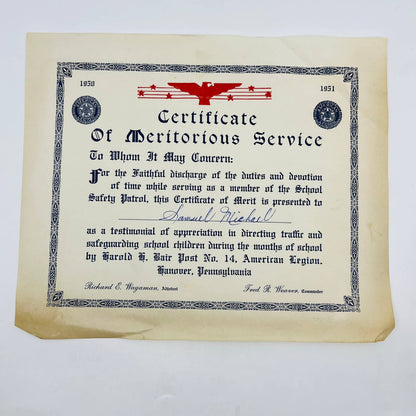 1950 1951
Certificate
Of Meritorious Service
To Whom It May Concern:
For the Faithful discharge of the duties and devotion
of time while serving as a member of the School
Safety Patrol, this Certificate of Merit is presented to
Samuel Michael
as a testimonial of appreciation in directing traffic and
safeguarding school children during the months of school
by Harold H. Bair Post No. 14, American Legion,
Hanover, Pennsylvania
Richard E. Wagaman, Adjutant Fred R. Weaver, Commander